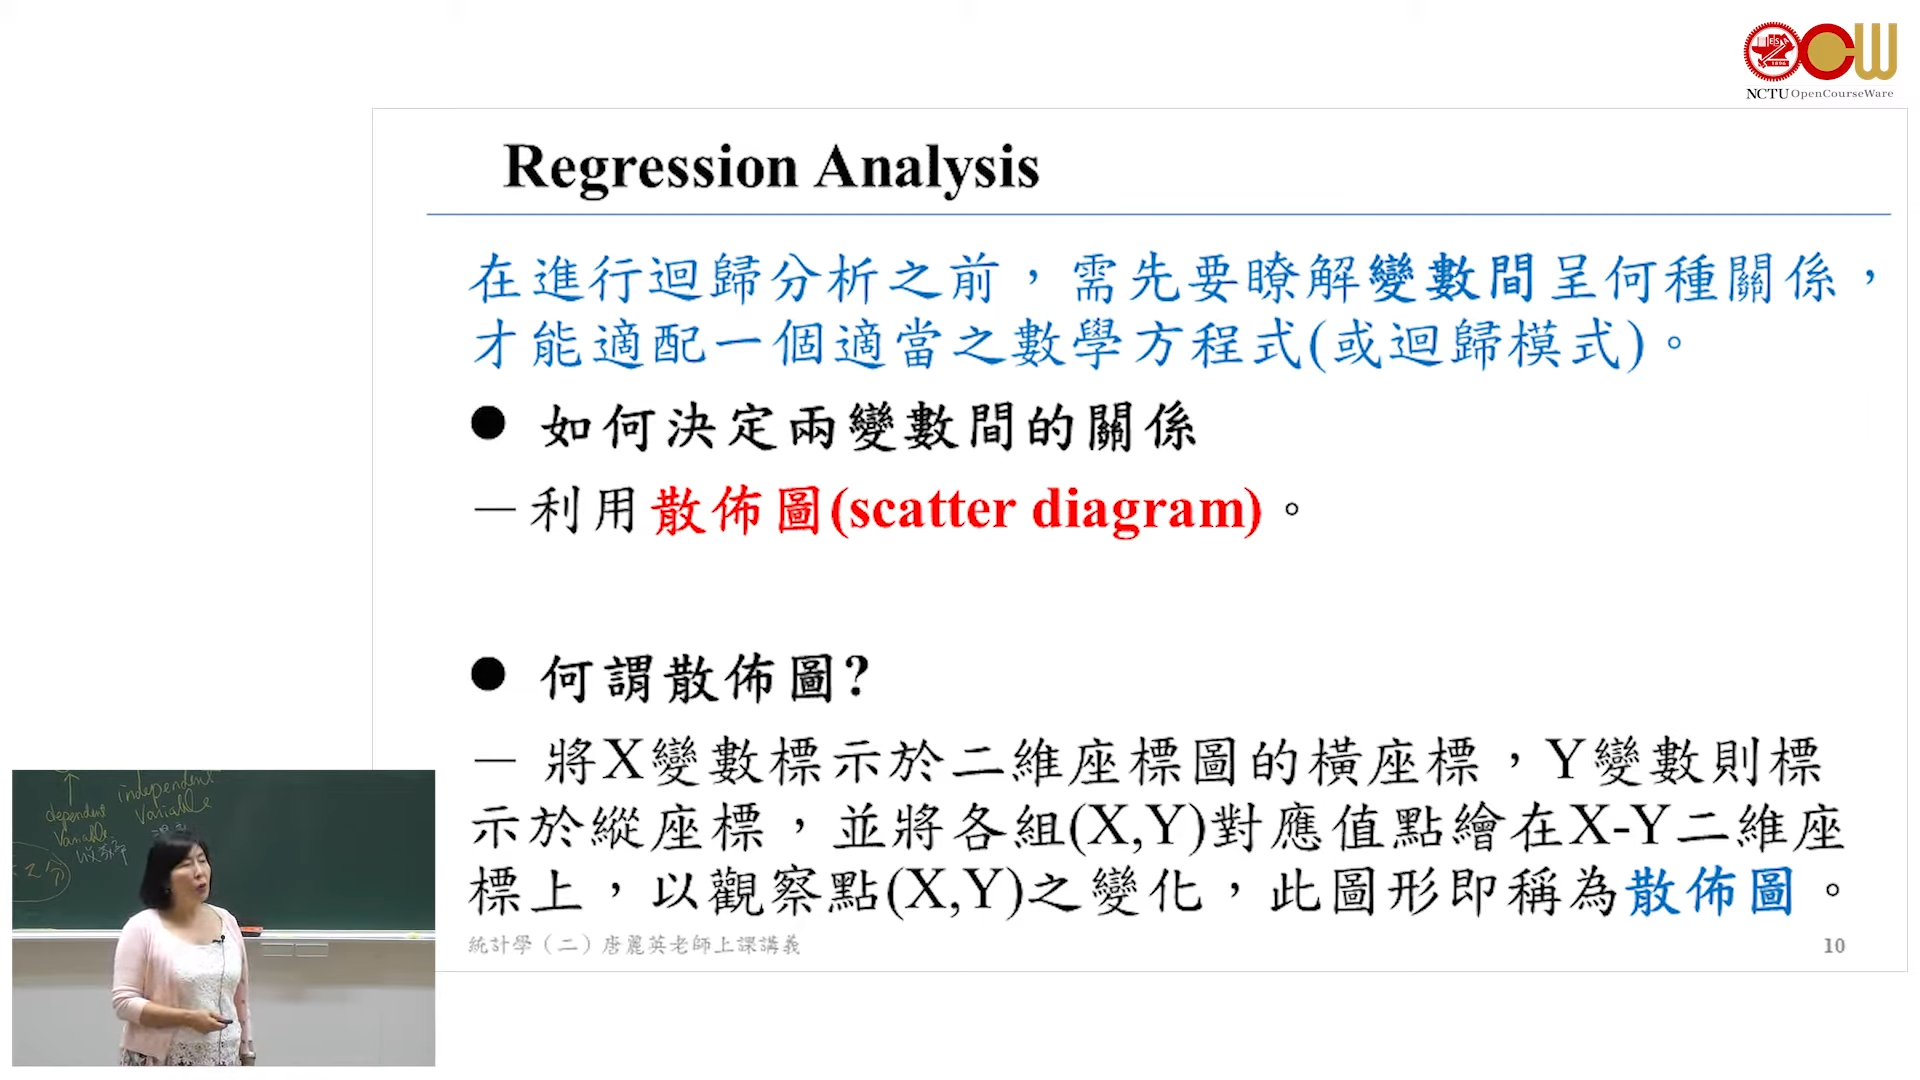 NCTU OpenCourseWare
Regression Analysis
在進行迴歸分析之前，需先要瞭解變數間呈何種關係，
才能適配一個適當之數學方程式(或迴歸模式)。
● 如何決定兩變數間的關係
－利用散佈圖(scatter diagram)。
● 何謂散佈圖?
－ 將X變數標示於二維座標圖的橫座標，Y變數則標
示於縱座標，並將各組(X,Y)對應值點繪在X-Y二維座
標上，以觀察點(X,Y)之變化，此圖形即稱為散佈圖。
統計學（二）唐麗英老師上課講義
10
dependent
Variable
independent
Variable